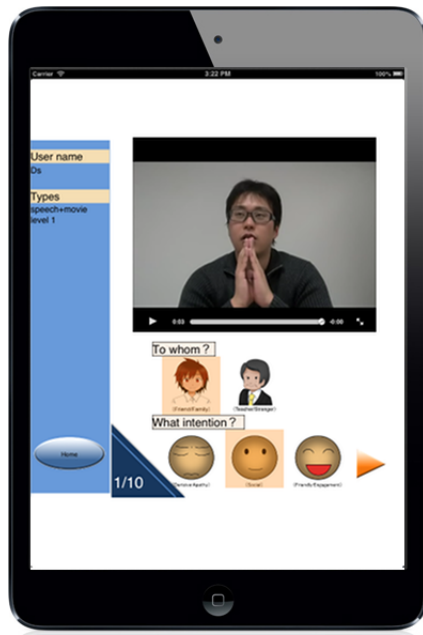 Carrier
3:22 PM
100%
User name
Ds
Types
speech+movie
level 1
0:03
-0:00
To whom?
(Friend/Family)
(Teacher/Stranger)
What intention?
Home
1/10
(Social)
(Friendly/Engagement)